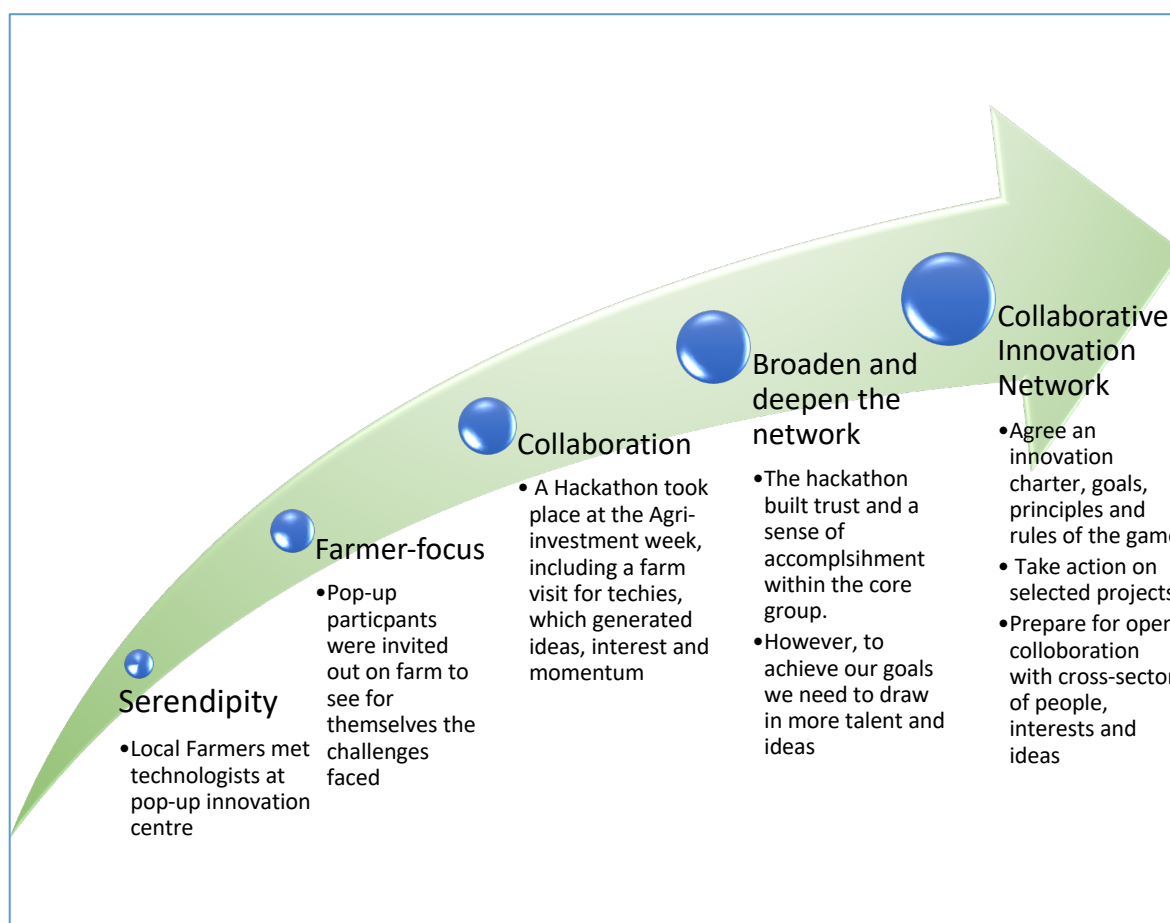 Serendipity
•Local Farmers met
technologists at
pop-up innovation
centre
Farmer-focus
•Pop-up
particpants
were invited
out on farm to
see for
themselves the
challenges
faced
Collaboration
• A Hackathon took
place at the Agri-
investment week,
including a farm
visit for techies,
which generated
ideas, interest and
momentum
Broaden and
deepen the
network
•The hackathon
built trust and a
sense of
accomplsihment
within the core
group.
•However, to
achieve our goals
we need to draw
in more talent and
ideas
Collaborative
Innovation
Network
•Agree an
innovation
charter, goals,
principles and
rules of the game
• Take action on
selected projects
•Prepare for open
colloboration
with cross-sector
of people,
interests and
ideas